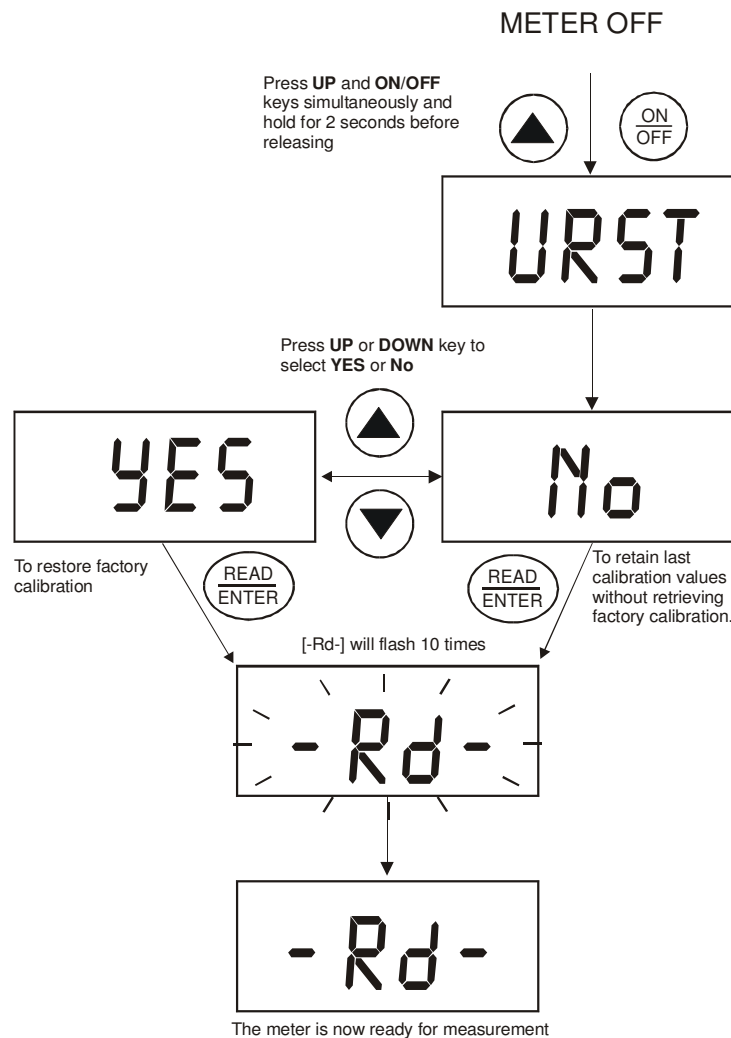 METER OFF
Press UP and ON/OFF
keys simultaneously and
hold for 2 seconds before
releasing
ON
OFF
URST
Press UP or DOWN key to
select YES or No
YES
No
To restore factory
calibration
READ
ENTER
READ
ENTER
To retain last
calibration values
without retrieving
factory calibration.
[-Rd-] will flash 10 times
-Rd-
-Rd-
The meter is now ready for measurement